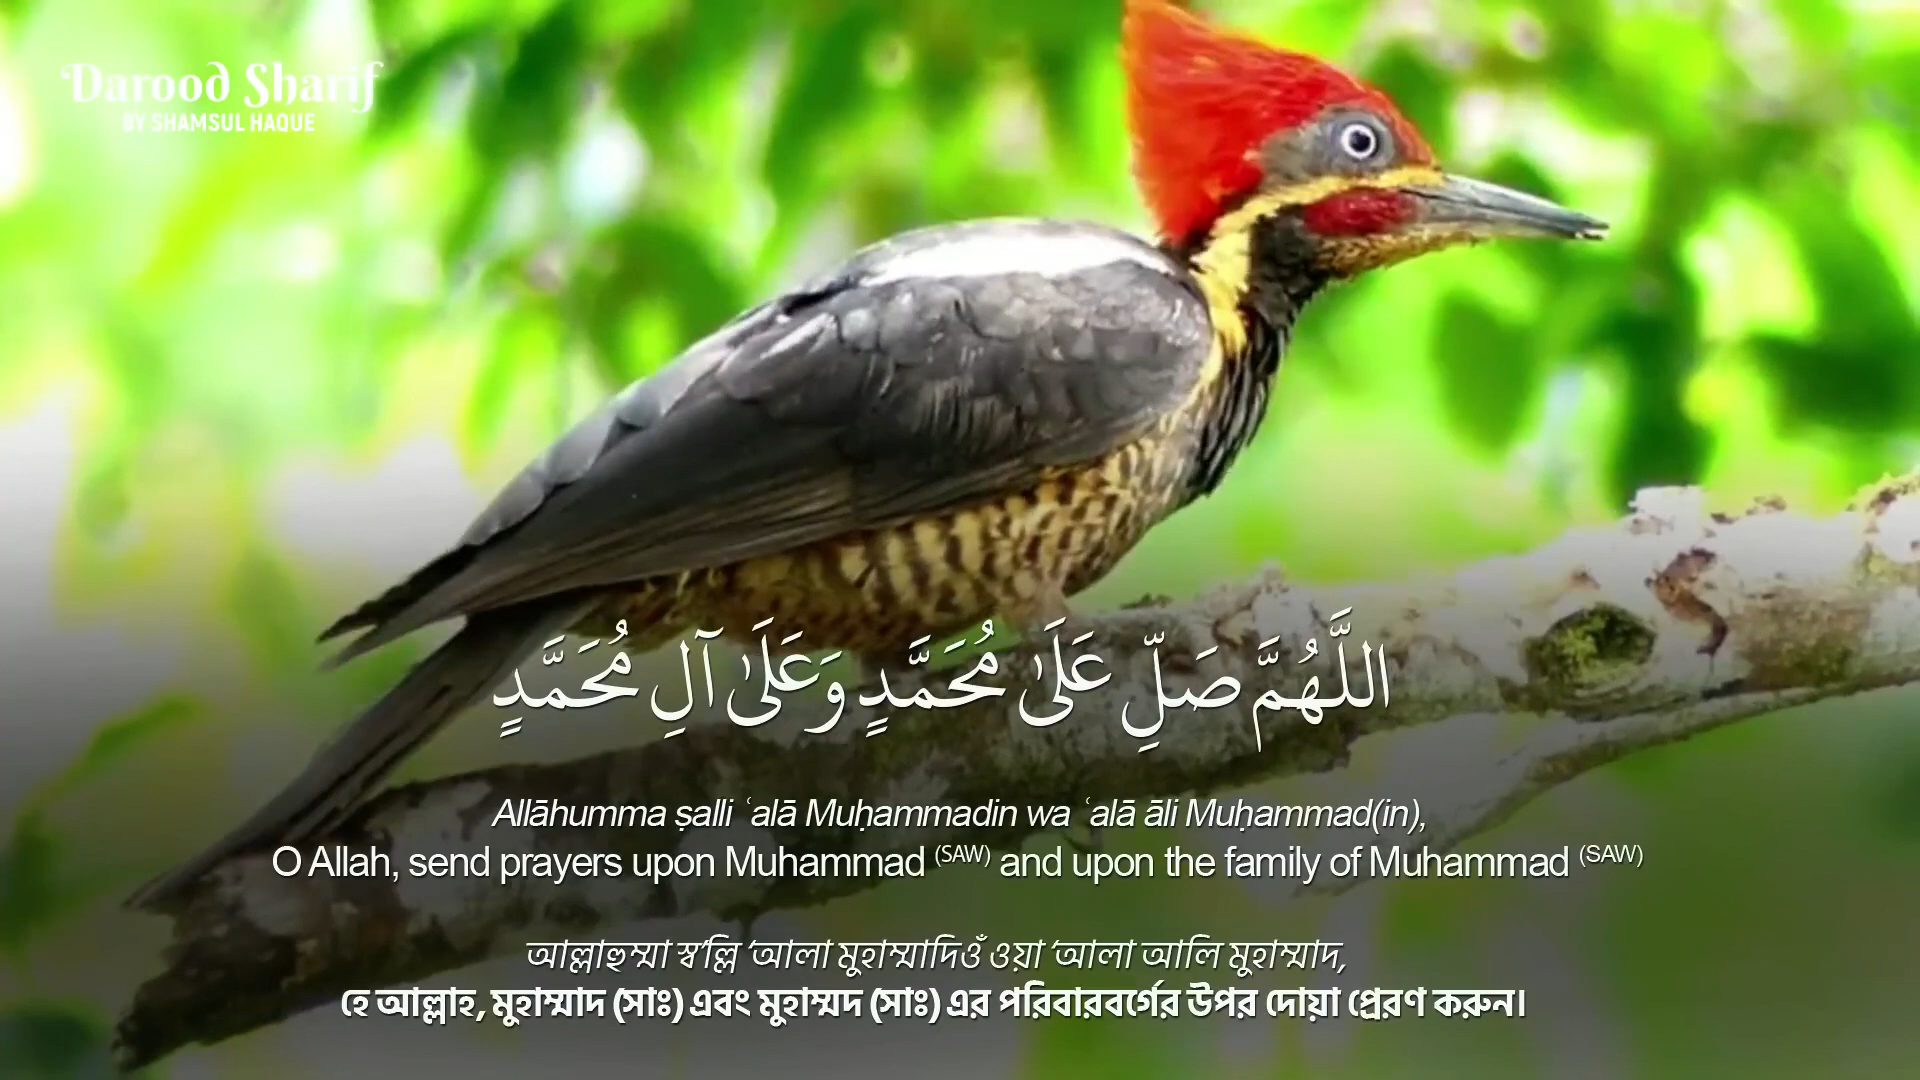 Darood Sharif
BY SHAMSUL HAQUE
اللَّهُمَّ صَلِّ عَلَىٰ مُحَمَّدٍ وَعَلَىٰ آلِ مُحَمَّدٍ
Allāhumma ṣalli ʿalā Muḥammadin wa ʿalā āli Muḥammad(in),
O Allah, send prayers upon Muhammad (SAW) and upon the family of Muhammad (SAW)
আল্লাহুম্মা স্ব'ল্লি 'আলা মুহাম্মাদিওঁ ওয়া 'আলা আলি মুহাম্মাদ,
হে আল্লাহ, মুহাম্মাদ (সাঃ) এবং মুহাম্মদ (সাঃ) এর পরিবারবর্গের উপর দোয়া প্রেরণ করুন।